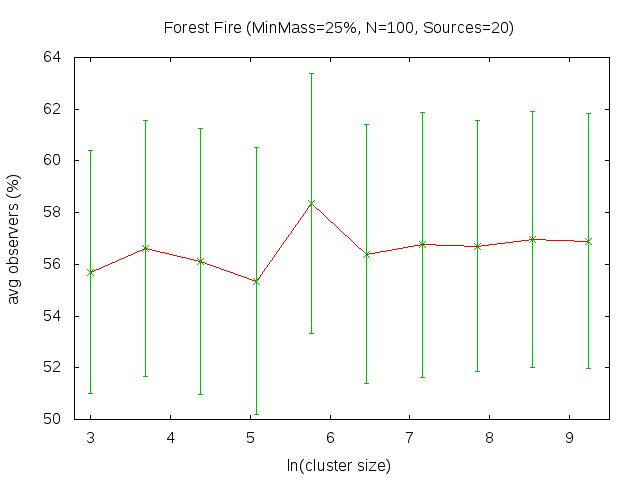 Forest Fire (MinMass=25%, N=100, Sources=20)
64
62
60
58
56
54
52
50
avg observers (%)
3 4 5 6 7 8 9
ln(cluster size)